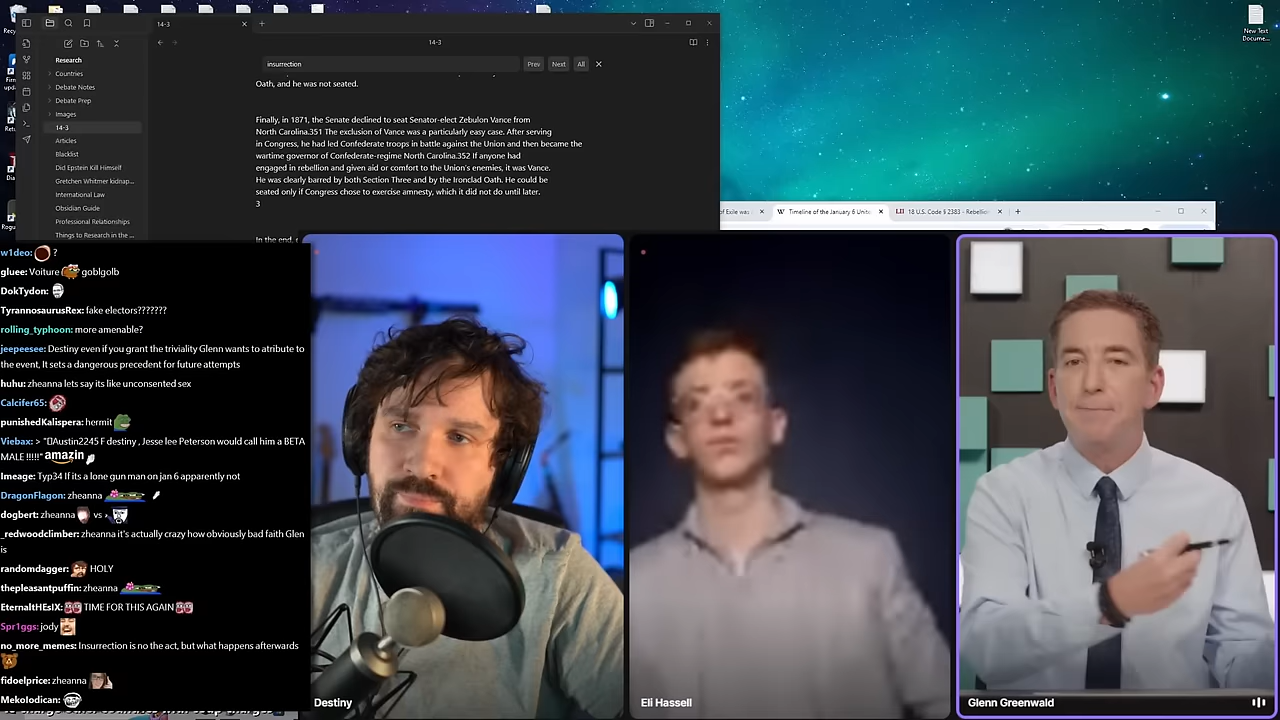 New Text
Docume...
14-3
14-3
insurrection
Prev
Next
All
Research
Countries
Debate Notes
Debate Prep
Images
14-3
Articles
Blacklist
Did Epstein Kill Himself
Gretchen Whitmer kidnap...
International Law
Obsidian Guide
Professional Relationships
Things to Research in the ...
Oath, and he was not seated.
Finally, in 1871, the Senate declined to seat Senator-elect Zebulon Vance from
North Carolina.351 The exclusion of Vance was a particularly easy case. After serving
in Congress, he had led Confederate troops in battle against the Union and then became the
wartime governor of Confederate-regime North Carolina.352 If anyone had
engaged in rebellion and given aid or comfort to the Union's enemies, it was Vance.
He was clearly barred by both Section Three and by the Ironclad Oath. He could be
seated only if Congress chose to exercise amnesty, which it did not do until later.
3
In the end,
of Exile was
Timeline of the January 6 Unite
18 U.S. Code § 2383 - Rebellion
w1deo: ?
gluee: Voiture goblgolb
DokTydon:
TyrannosaurusRex: fake electors???????
rolling_typhoon: more amenable?
jeepeesee: Destiny even if you grant the triviality Glenn wants to atribute to
the event, It sets a dangerous precedent for future attempts
huhu: zheanna lets say its like unconsented sex
Calcifer65:
punishedKalispera: hermit
Viebax: > "Austin2245 F destiny , Jesse lee Peterson would call him a BETA
MALE !!!!!" amazin
Imeage: Typ34 If its a lone gun man on jan 6 apparently not
DragonFlagon: zheanna
dogbert: zheanna vs
_redwoodclimber: zheanna it's actually crazy how obviously bad faith Glen
is
randomdager: HOLY
thepleasantpuffin: zheanna
EternaltHEsIX: TIME FOR THIS AGAIN
Spr1ggs: jody
no_more_memes: Insurrection is no the act, but what happens afterwards
fidoelprice: zheanna
Mekolodican:
Destiny
Eli Hassell
Glenn Greenwald